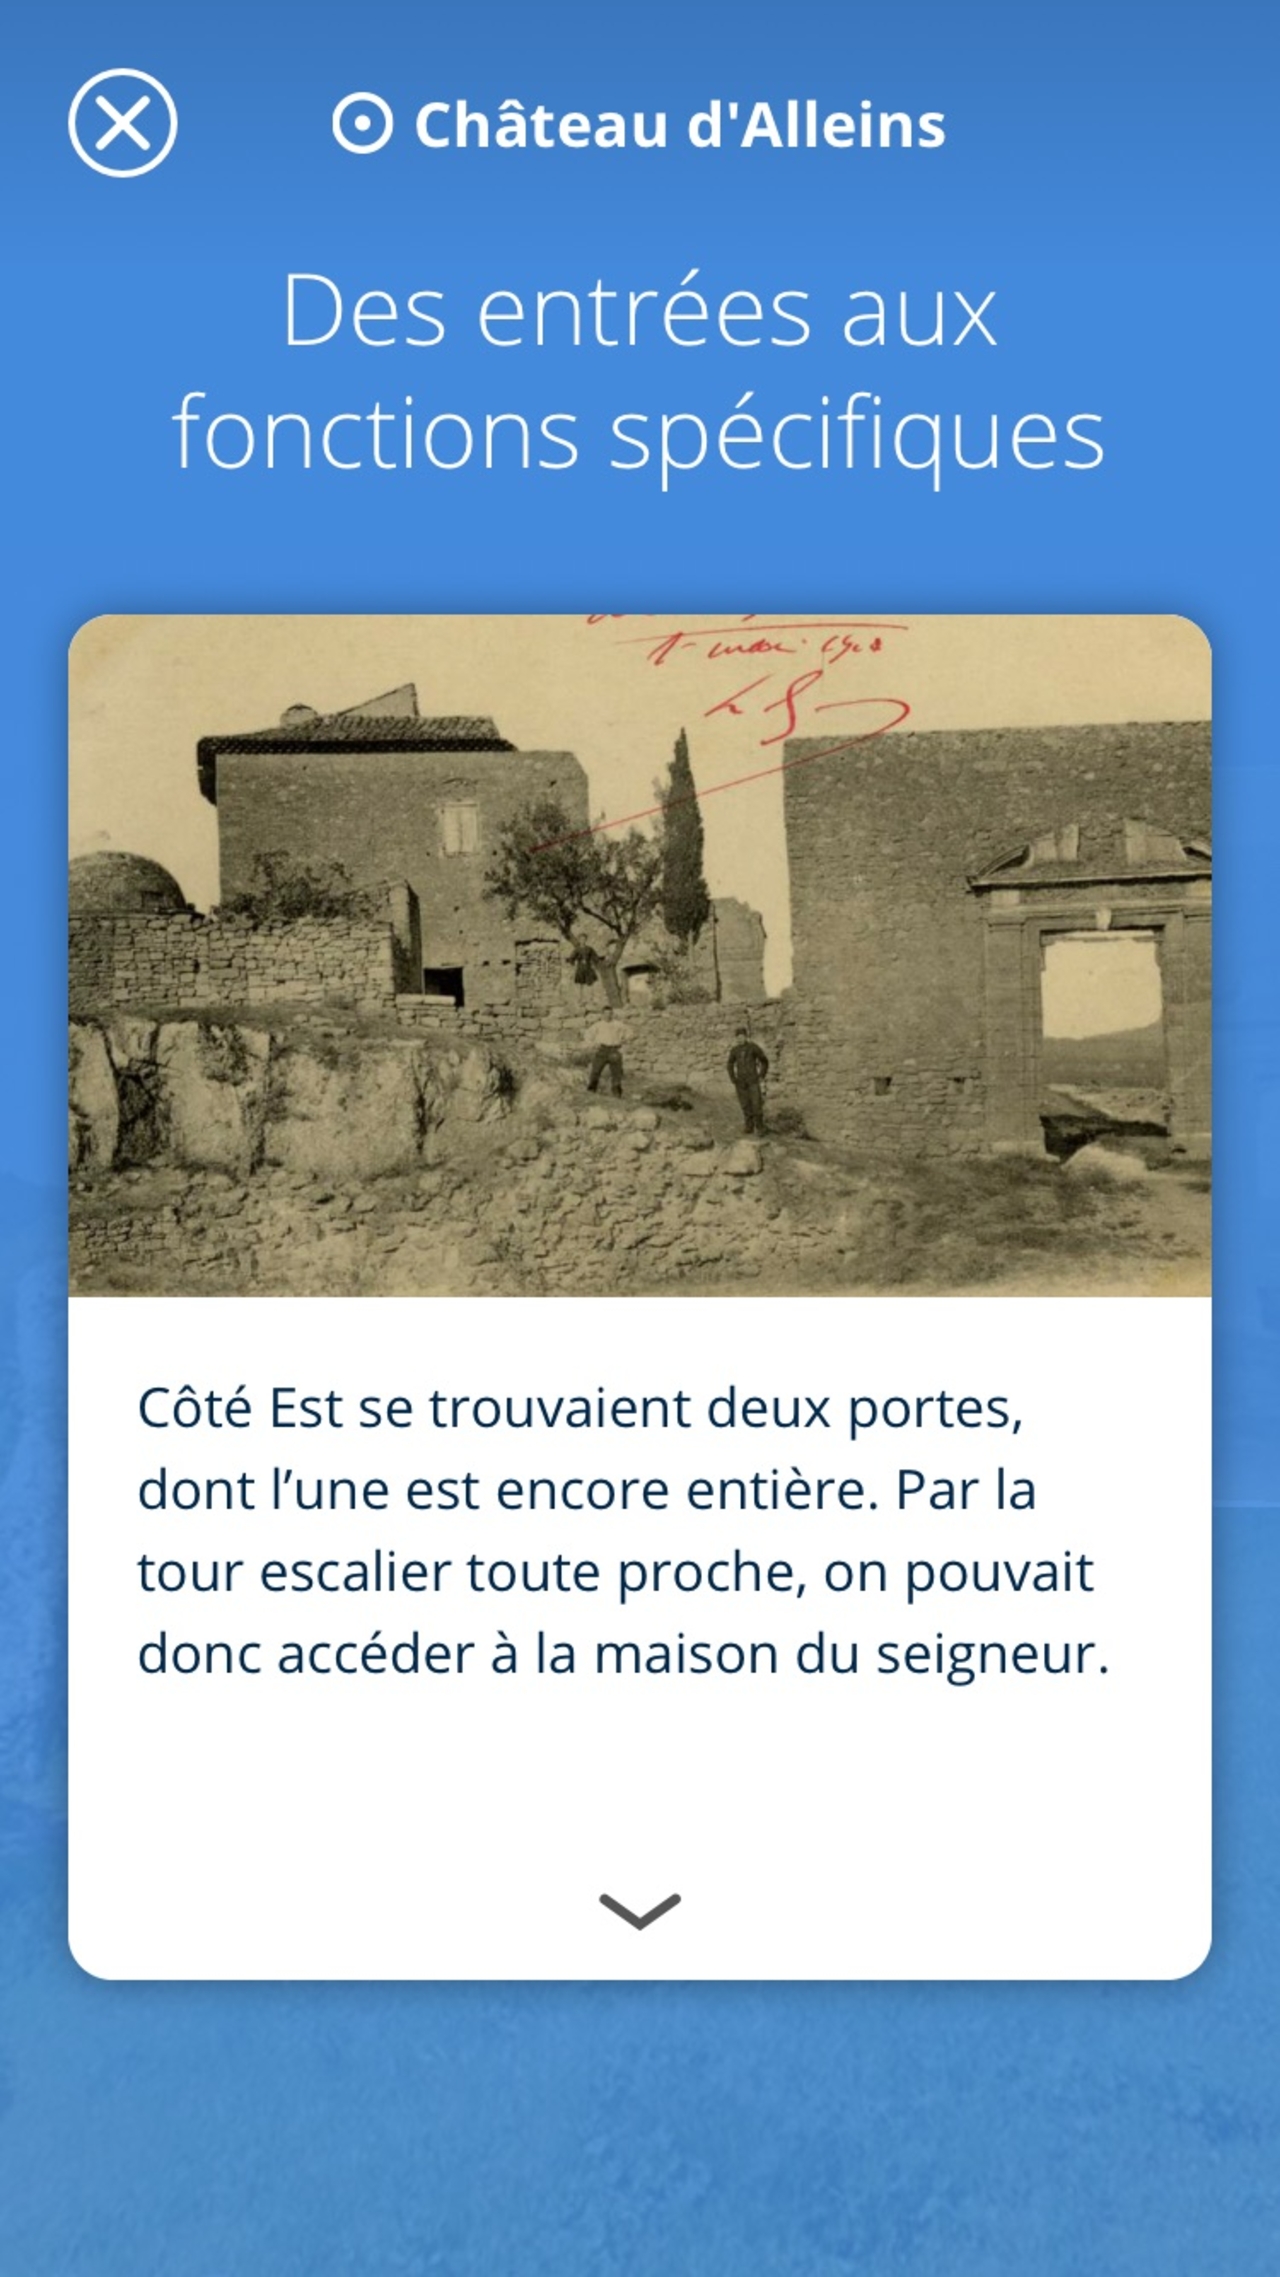 Château d'Alleins
Des entrées aux
fonctions spécifiques
Côté Est se trouvaient deux portes,
dont l’une est encore entière. Par la
tour escalier toute proche, on pouvait
donc accéder à la maison du seigneur.